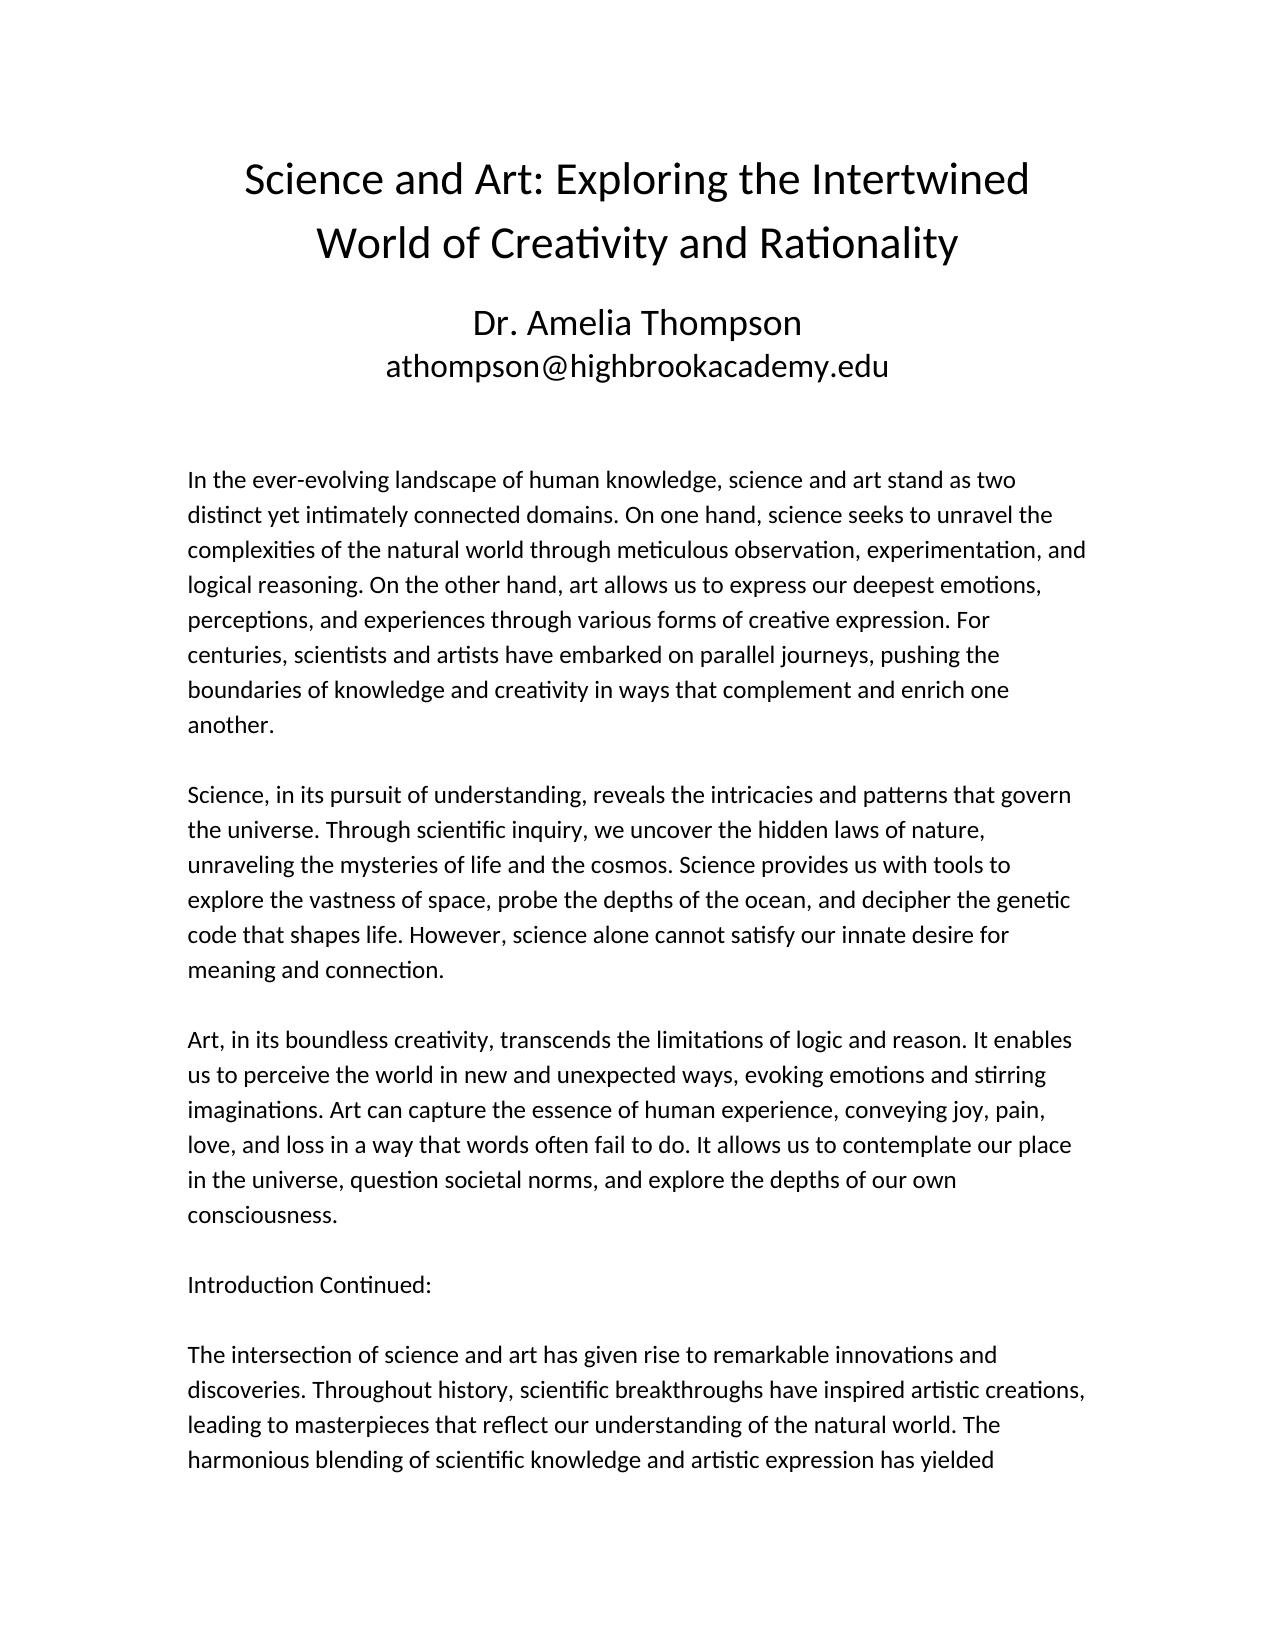 Science and Art: Exploring the Intertwined
World of Creativity and Rationality
Dr. Amelia Thompson
athompson@highbrookacademy.edu
In the ever-evolving landscape of human knowledge, science and art stand as two
distinct yet intimately connected domains. On one hand, science seeks to unravel the
complexities of the natural world through meticulous observation, experimentation, and
logical reasoning. On the other hand, art allows us to express our deepest emotions,
perceptions, and experiences through various forms of creative expression. For
centuries, scientists and artists have embarked on parallel journeys, pushing the
boundaries of knowledge and creativity in ways that complement and enrich one
another.
Science, in its pursuit of understanding, reveals the intricacies and patterns that govern
the universe. Through scientific inquiry, we uncover the hidden laws of nature,
unraveling the mysteries of life and the cosmos. Science provides us with tools to
explore the vastness of space, probe the depths of the ocean, and decipher the genetic
code that shapes life. However, science alone cannot satisfy our innate desire for
meaning and connection.
Art, in its boundless creativity, transcends the limitations of logic and reason. It enables
us to perceive the world in new and unexpected ways, evoking emotions and stirring
imaginations. Art can capture the essence of human experience, conveying joy, pain,
love, and loss in a way that words often fail to do. It allows us to contemplate our place
in the universe, question societal norms, and explore the depths of our own
consciousness.
Introduction Continued:
The intersection of science and art has given rise to remarkable innovations and
discoveries. Throughout history, scientific breakthroughs have inspired artistic creations,
leading to masterpieces that reflect our understanding of the natural world. The
harmonious blending of scientific knowledge and artistic expression has yielded